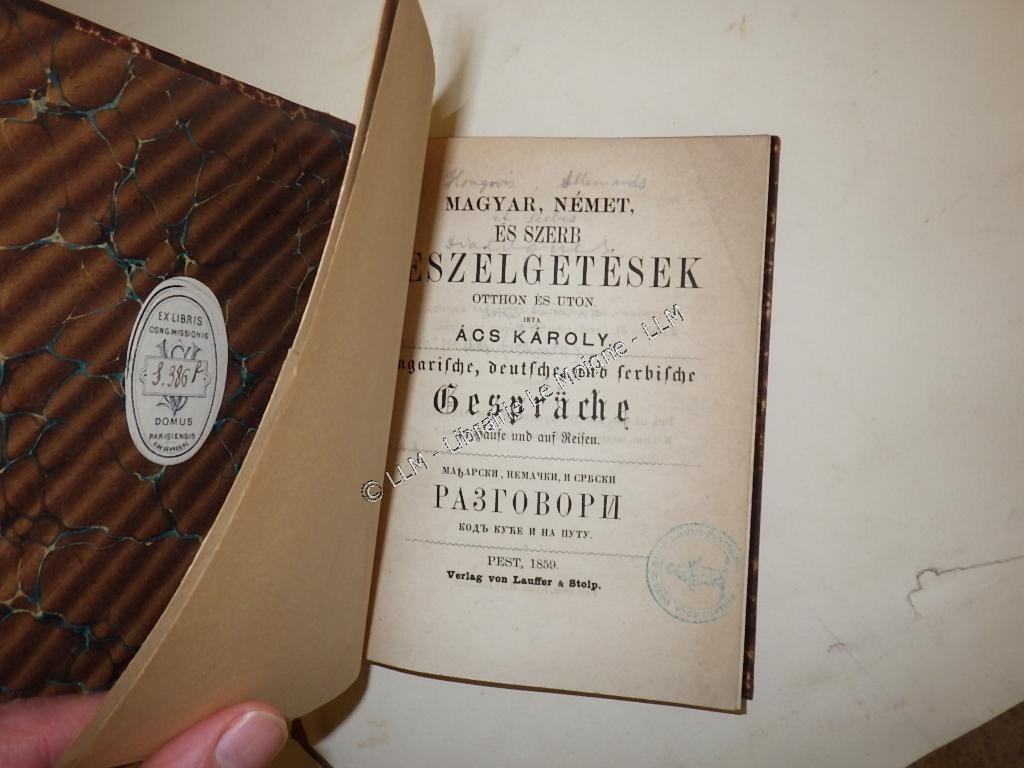 EX LIBRIS
CONG. MISSIONIS
DOMUS
PARISIENSIS
Allemands
MAGYAR, NÉMET,
ÉS SZERB
ESZELGETÉSEK
OTTHON ÉS UTON.
IRTA
ÁCS KÁROLY.
ngarische, deutsche und serbische
Gespräche
Hause und auf Reisen.
МАЂАРСКИ, НЕМАЧКИ, И СРБСКИ
РАЗГОВОРИ
КОДЪ КУЋЕ И НА ПУТУ.
PEST, 1859.
Verlag von Lauffer & Stolp.
© LLM - Librairie Le Moigne - LLM